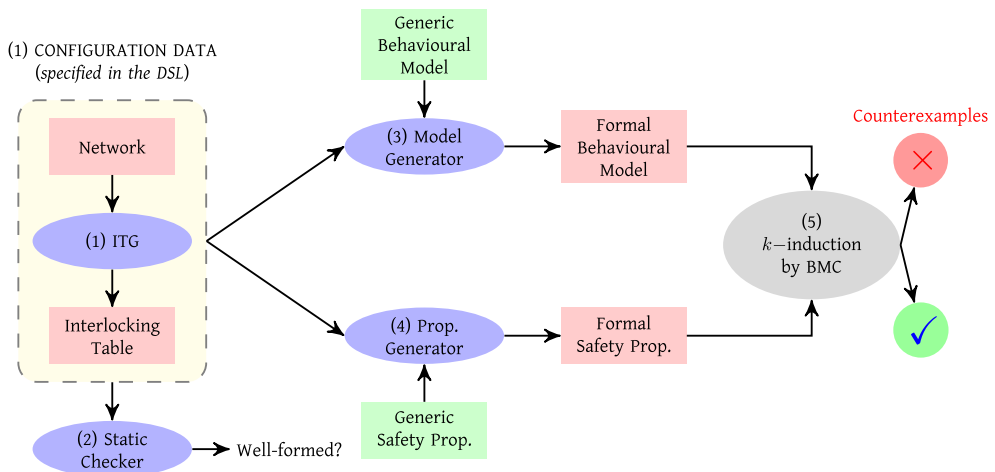 (1) CONFIGURATION DATA
(specified in the DSL)
Network
(1) ITG
Interlocking
Table
(2) Static
Checker
Well-formed?
Generic
Behavioural
Model
(3) Model
Generator
Formal
Behavioural
Model
(4) Prop.
Generator
Formal
Safety Prop.
Generic
Safety Prop.
(5)
k−induction
by BMC
Counterexamples